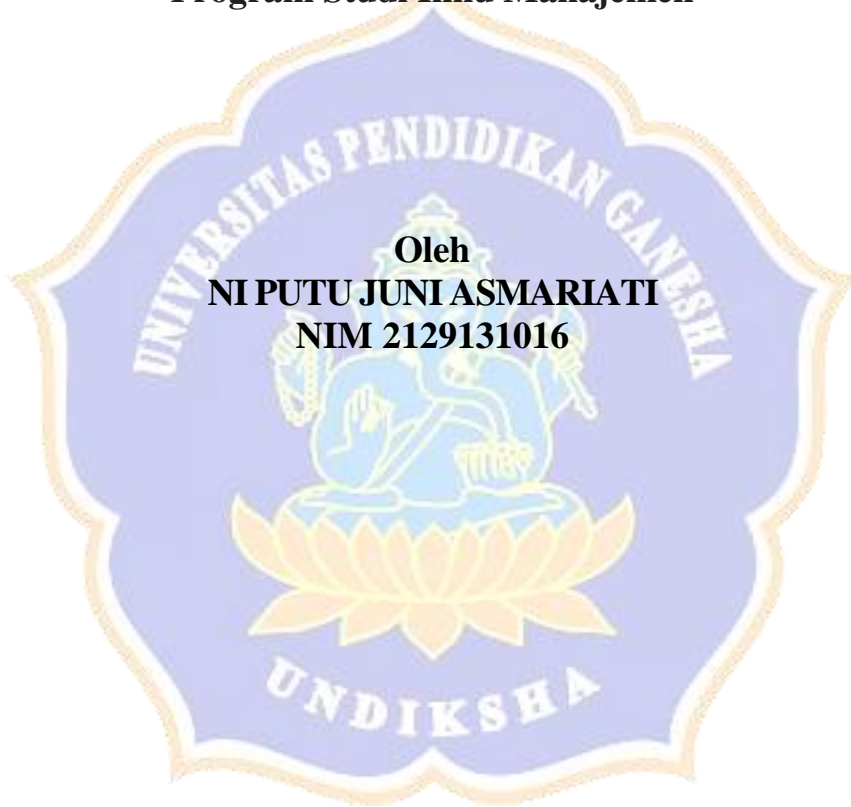 Program Studi Ilmu Manajemen
UNIVERSITAS PENDIDIKAN GANESHA
Oleh
NI PUTU JUNI ASMARIATI
NIM 2129131016
UNDIKSHA